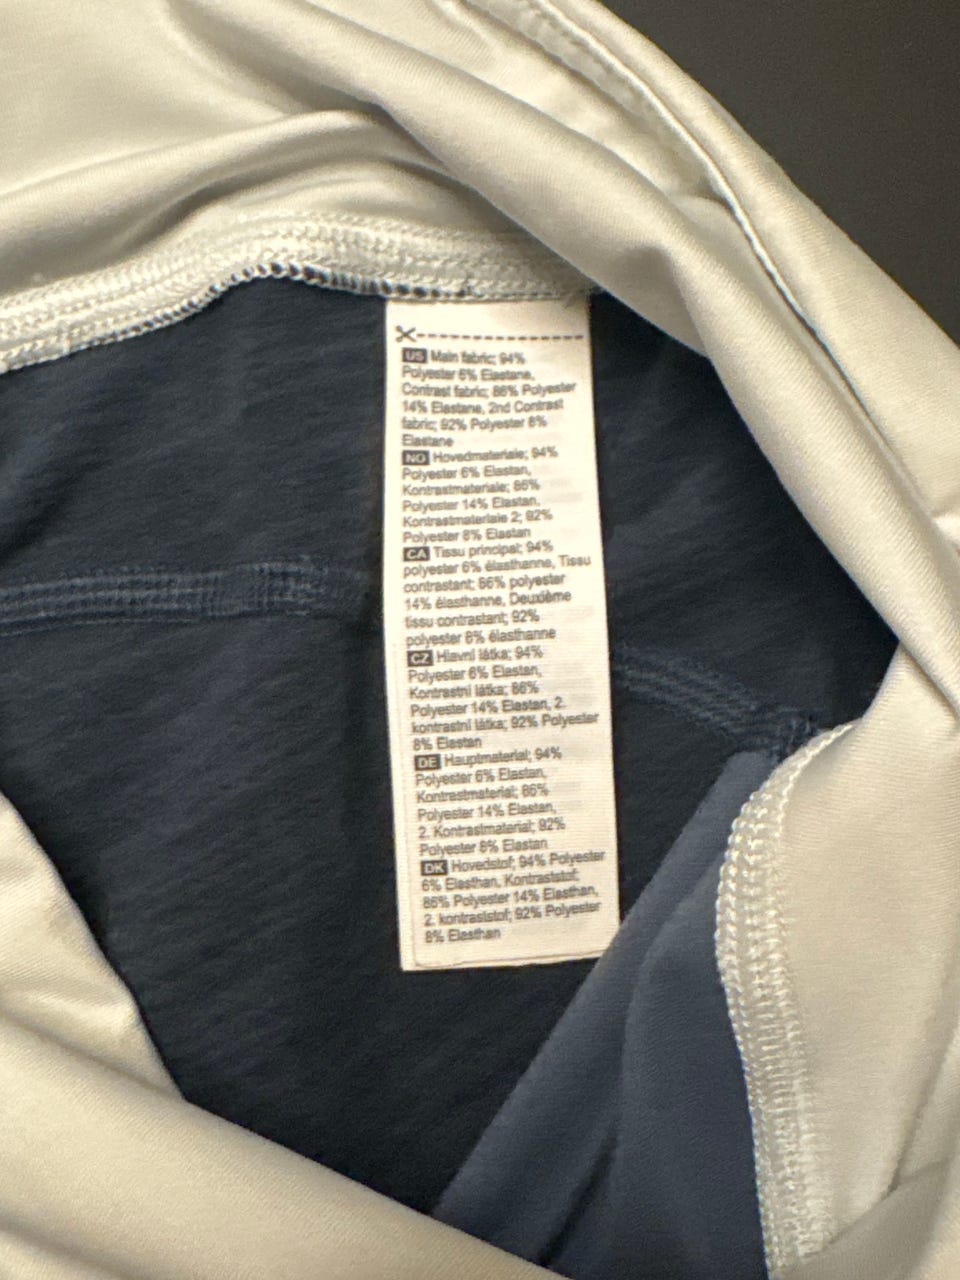 US Main fabric; 94%
Polyester 6% Elastane,
Contrast fabric; 86% Polyester
14% Elastane, 2nd Contrast
fabric; 92% Polyester 8%
Elastane
NO Hovedmateriale; 94%
Polyester 6% Elastan,
Kontrastmateriale; 86%
Polyester 14% Elastan,
Kontrastmateriale 2; 92%
Polyester 8% Elastan
CA Tissu principal; 94%
polyester 6% élasthanne, Tissu
contrastant; 86% polyester
14% élasthanne, Deuxième
tissu contrastant; 92%
polyester 8% élasthanne
CZ Hlavní látka; 94%
Polyester 6% Elastan,
Kontrastní látka; 86%
Polyester 14% Elastan, 2.
kontrastní látka; 92% Polyester
8% Elastan
DE Hauptmaterial; 94%
Polyester 6% Elastan,
Kontrastmaterial; 86%
Polyester 14% Elastan,
2. Kontrastmaterial; 92%
Polyester 8% Elastan
DK Hovedstof; 94% Polyester
6% Elasthan, Kontraststof;
86% Polyester 14% Elasthan,
2. kontraststof; 92% Polyester
8% Elasthan